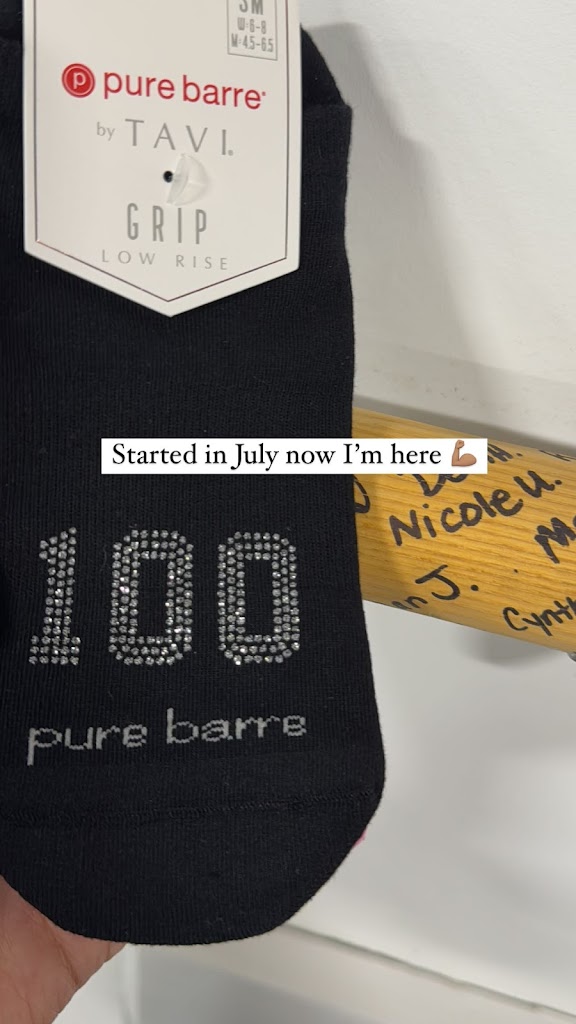 SM
W:6-8
M:4.5-6.5
pure barre
by TAVI.
GRIP
LOW RISE
Started in July now I'm here 💪🏽
Nicole U.
J.
100
pure barre